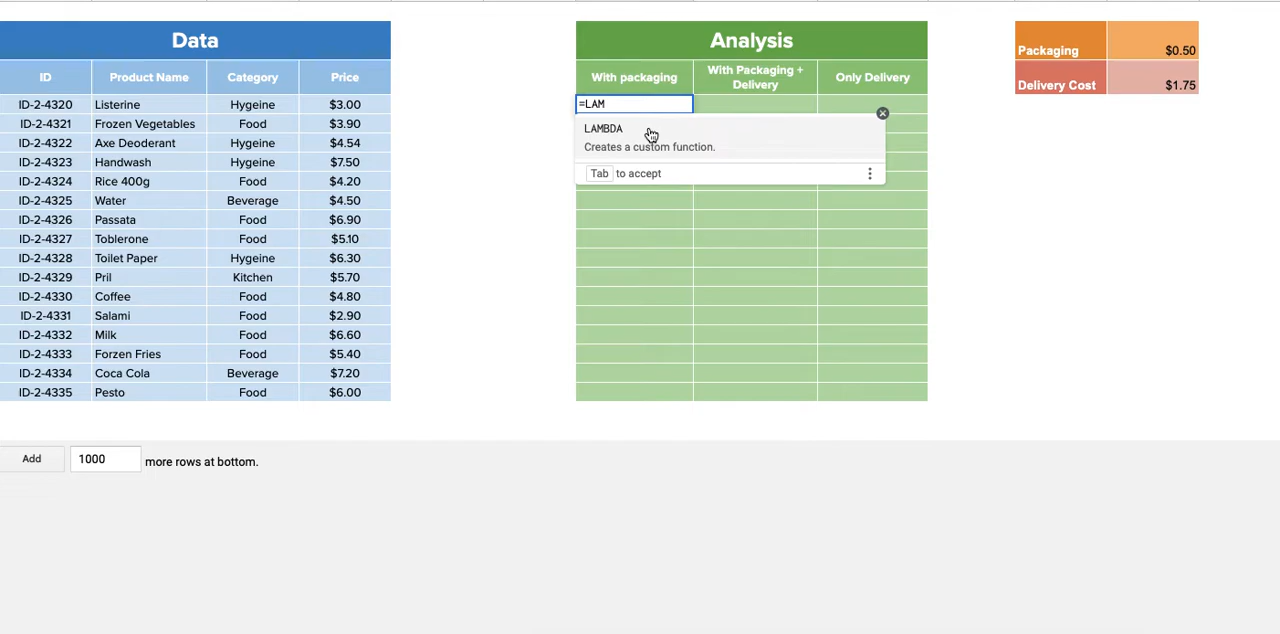 Data
ID Product Name Category Price
ID-2-4320 Listerine Hygeine $3.00
ID-2-4321 Frozen Vegetables Food $3.90
ID-2-4322 Axe Deodorant Hygeine $4.54
ID-2-4323 Handwash Hygeine $7.50
ID-2-4324 Rice 400g Food $4.20
ID-2-4325 Water Beverage $4.50
ID-2-4326 Passata Food $6.90
ID-2-4327 Toblerone Food $5.10
ID-2-4328 Toilet Paper Hygeine $6.30
ID-2-4329 Pril Kitchen $5.70
ID-2-4330 Coffee Food $4.80
ID-2-4331 Salami Food $2.90
ID-2-4332 Milk Food $6.60
ID-2-4333 Forzen Fries Food $5.40
ID-2-4334 Coca Cola Beverage $7.20
ID-2-4335 Pesto Food $6.00
Analysis
With packaging With Packaging + Delivery Only Delivery
=LAM
LAMBDA
Creates a custom function.
Tab to accept
Packaging $0.50
Delivery Cost $1.75
Add 1000 more rows at bottom.